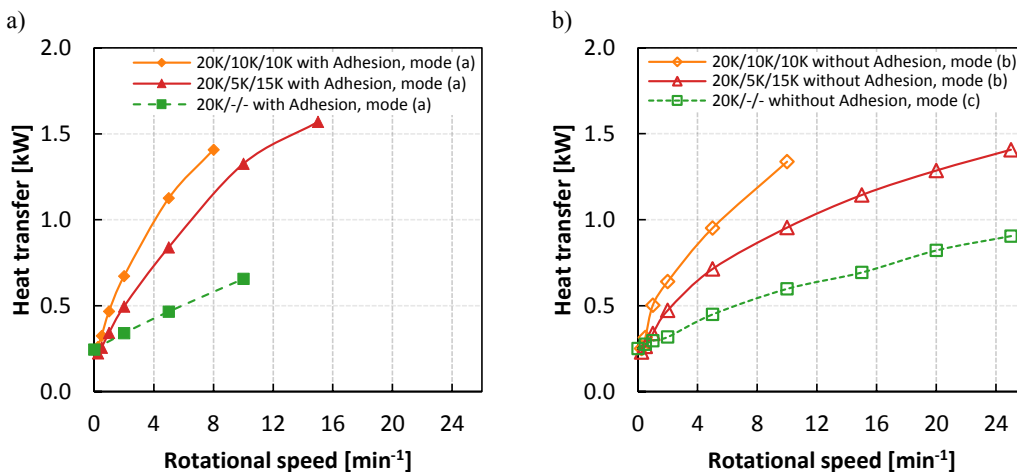 a)
2.0
1.5
1.0
0.5
0.0
Heat transfer [kW]
20K/10K/10K with Adhesion, mode (a)
20K/5K/15K with Adhesion, mode (a)
20K/-/- with Adhesion, mode (a)
0 4 8 12 16 20 24
Rotational speed [min-1]
b)
2.0
1.5
1.0
0.5
0.0
Heat transfer [kW]
20K/10K/10K without Adhesion, mode (b)
20K/5K/15K without Adhesion, mode (b)
20K/-/- whithout Adhesion, mode (c)
0 4 8 12 16 20 24
Rotational speed [min-1]